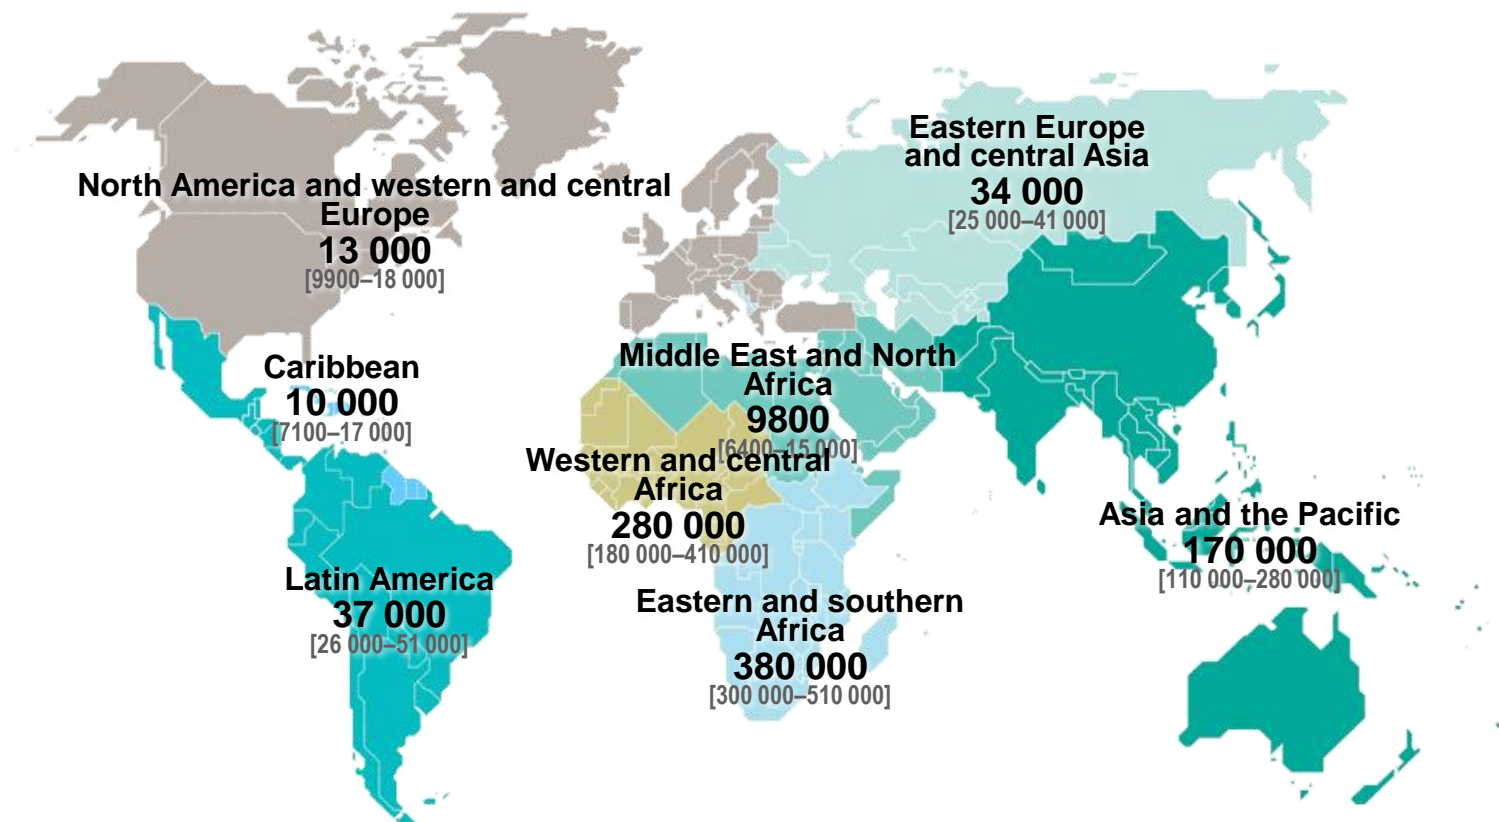 Eastern Europe
and central Asia
34 000
[25 000–41 000]
North America and western and central
Europe
13 000
[9900–18 000]
Middle East and North
Africa
9800
[6400–15 000]
Caribbean
10 000
[7100–17 000]
Western and central
Africa
280 000
[180 000–410 000]
Asia and the Pacific
170 000
[110 000–280 000]
Latin America
37 000
[26 000–51 000]
Eastern and southern
Africa
380 000
[300 000–510 000]